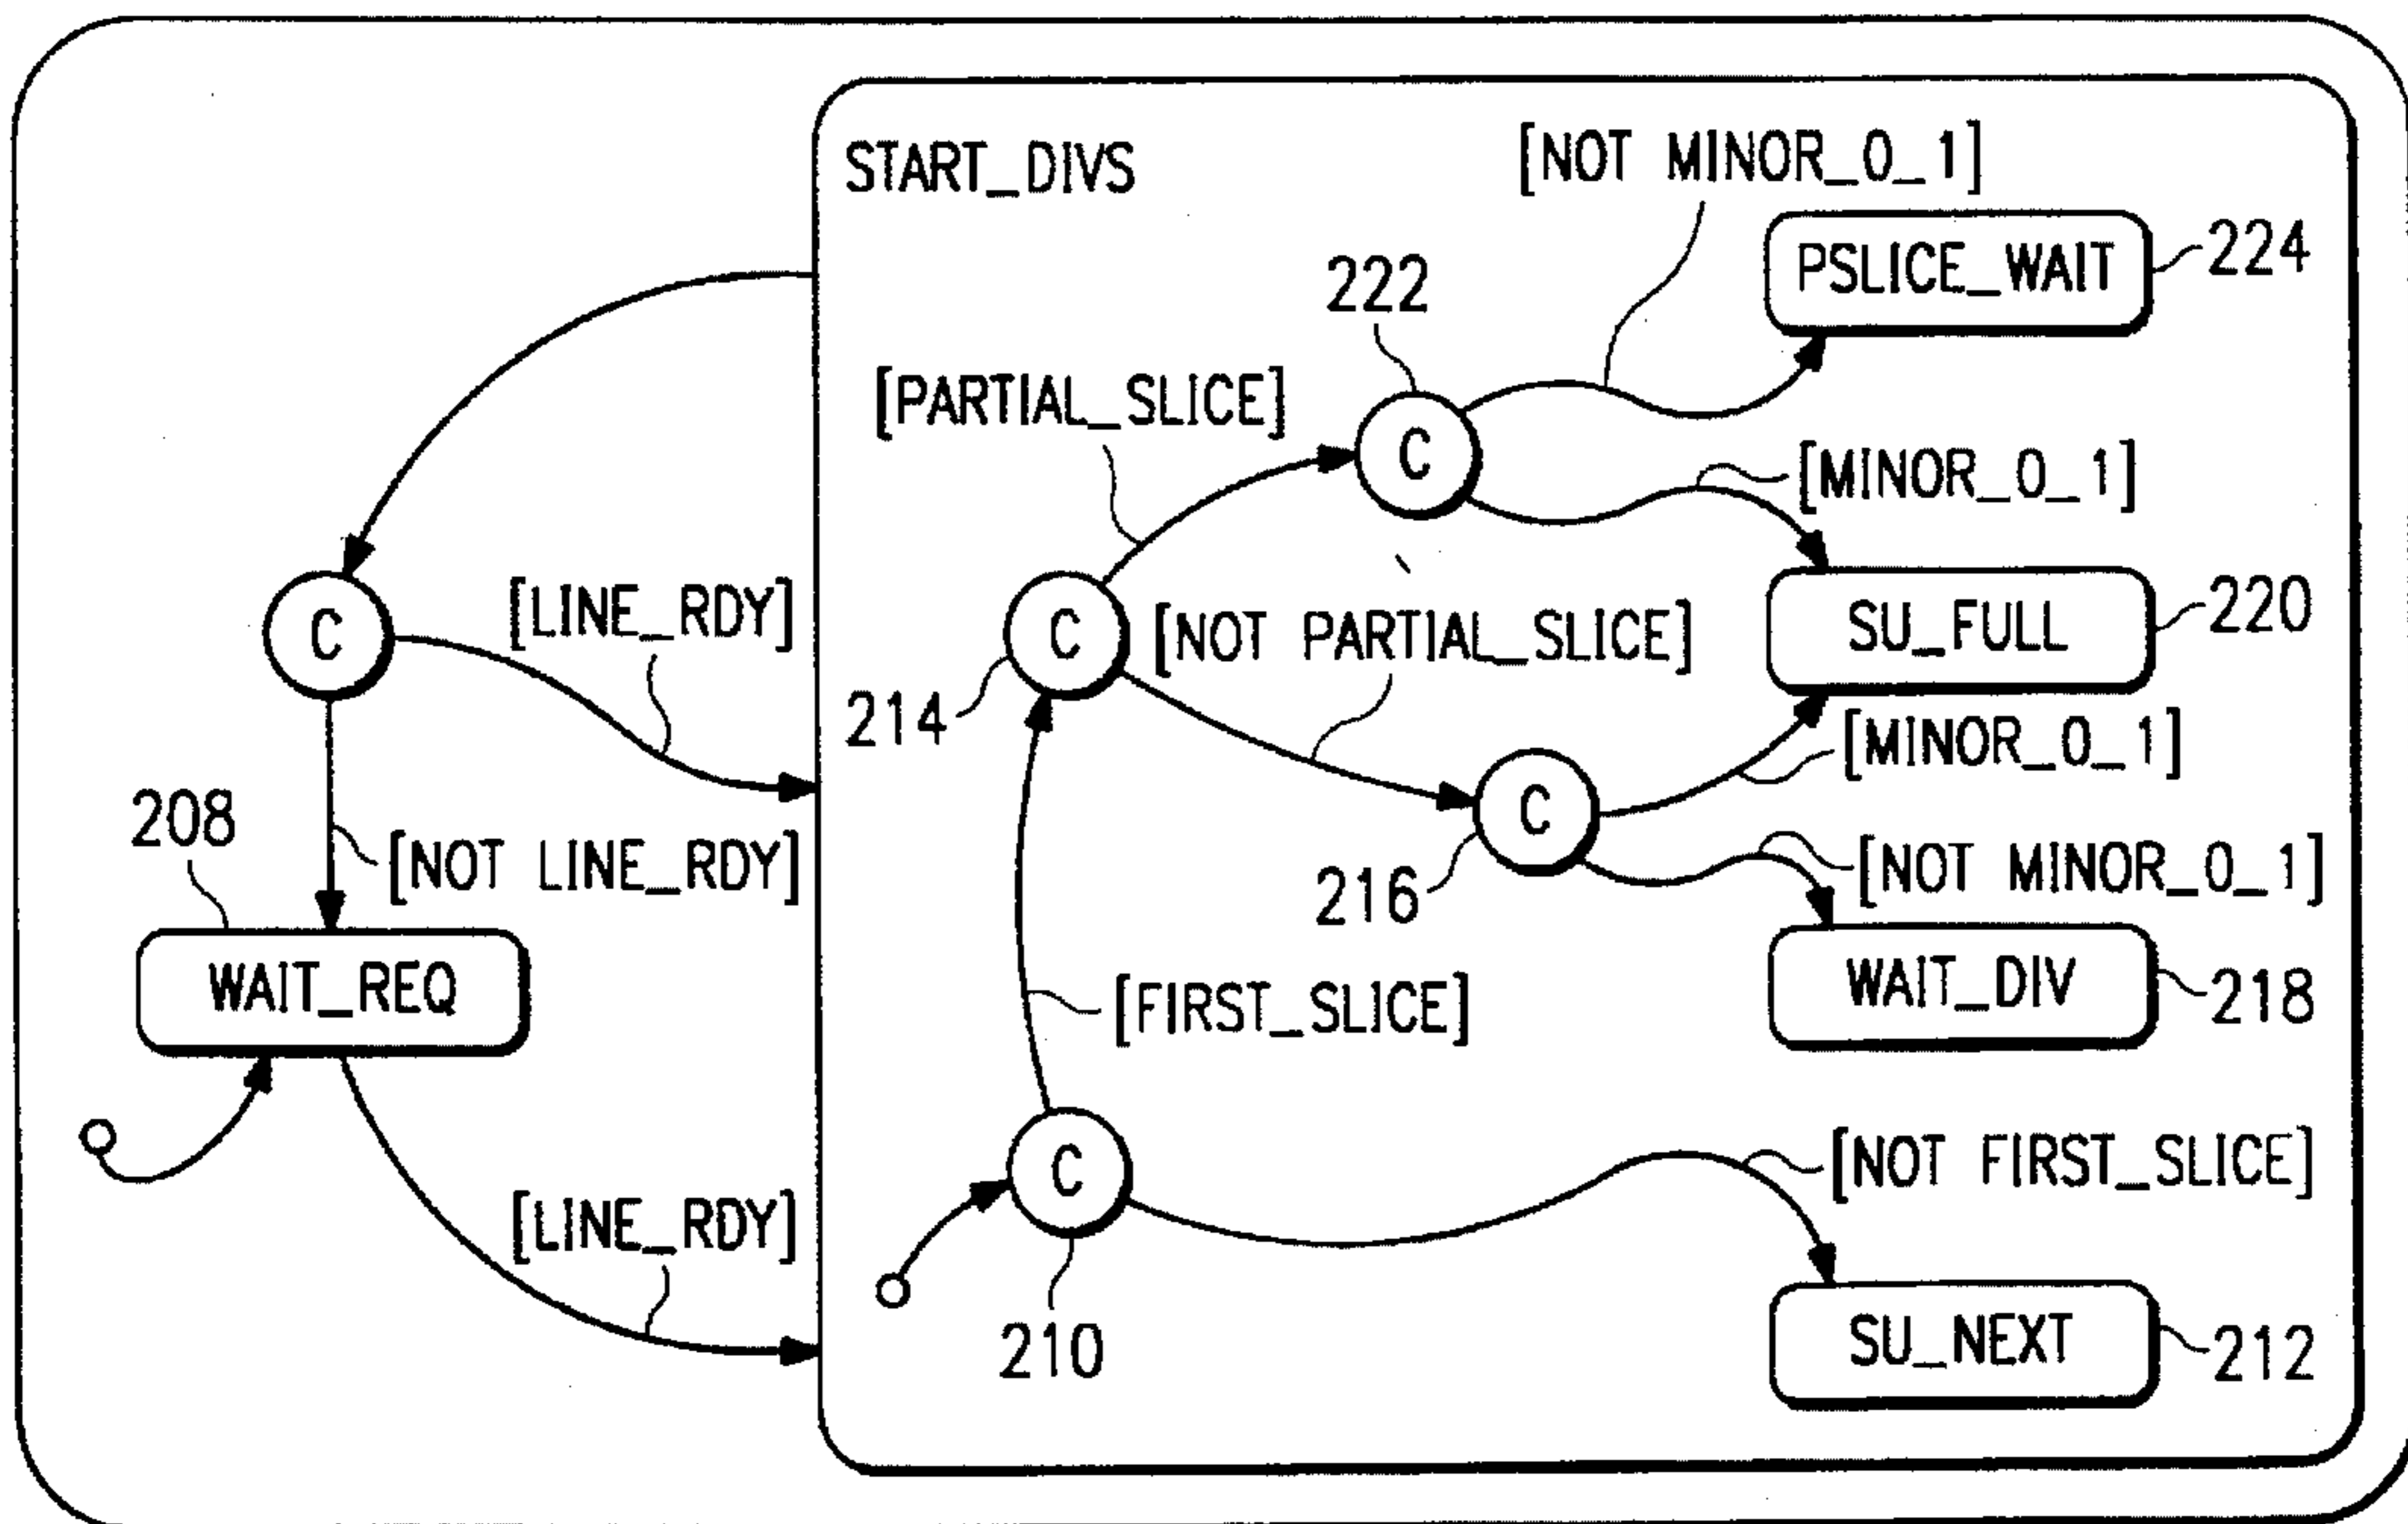 START_DIVS
[NOT MINOR_0_1]
PSLICE_WAIT
224
222
[PARTIAL_SLICE]
C
[MINOR_0_1]
C
[LINE_RDY]
C
[NOT PARTIAL_SLICE]
SU_FULL
220
214
[MINOR_0_1]
208
[NOT LINE_RDY]
C
216
[NOT MINOR_0_1]
WAIT_REQ
[FIRST_SLICE]
WAIT_DIV
218
C
[NOT FIRST_SLICE]
[LINE_RDY]
210
SU_NEXT
212